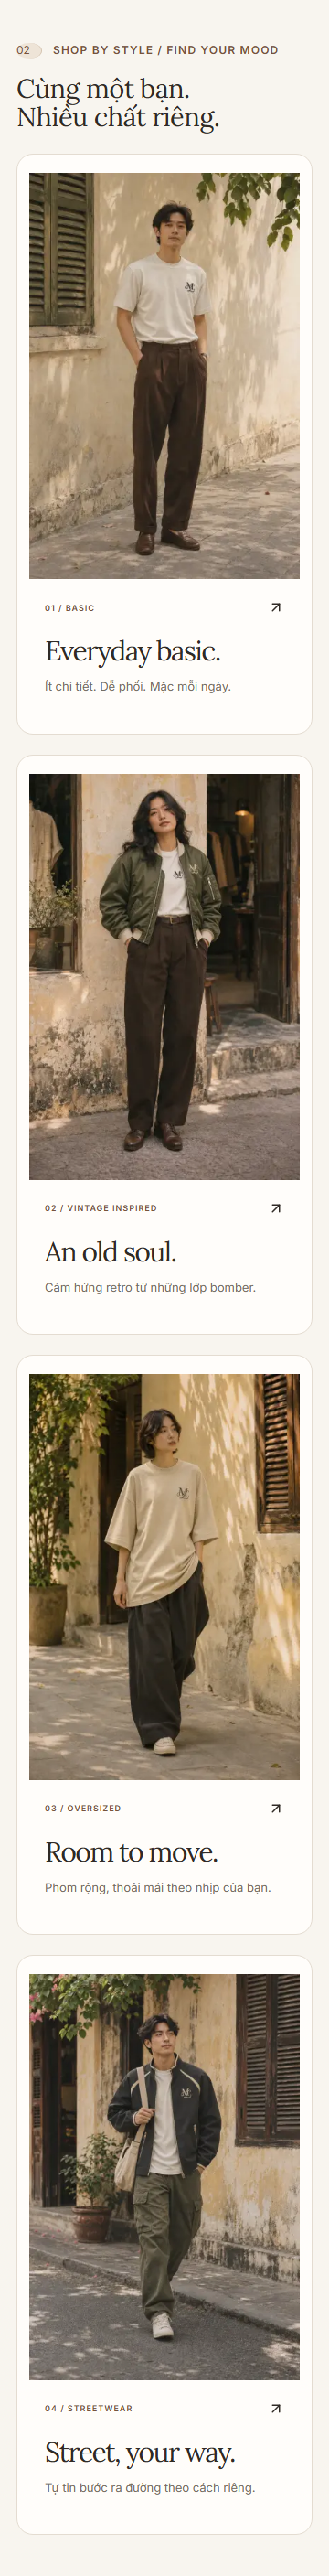 02 SHOP BY STYLE / FIND YOUR MOOD
Cùng một bạn.
Nhiều chất riêng.
01 / BASIC
Everyday basic.
Ít chi tiết. Dễ phối. Mặc mỗi ngày.
02 / VINTAGE INSPIRED
An old soul.
Cảm hứng retro từ những lớp bomber.
03 / OVERSIZED
Room to move.
Phom rộng, thoải mái theo nhịp của bạn.
04 / STREETWEAR
Street, your way.
Tự tin bước ra đường theo cách riêng.